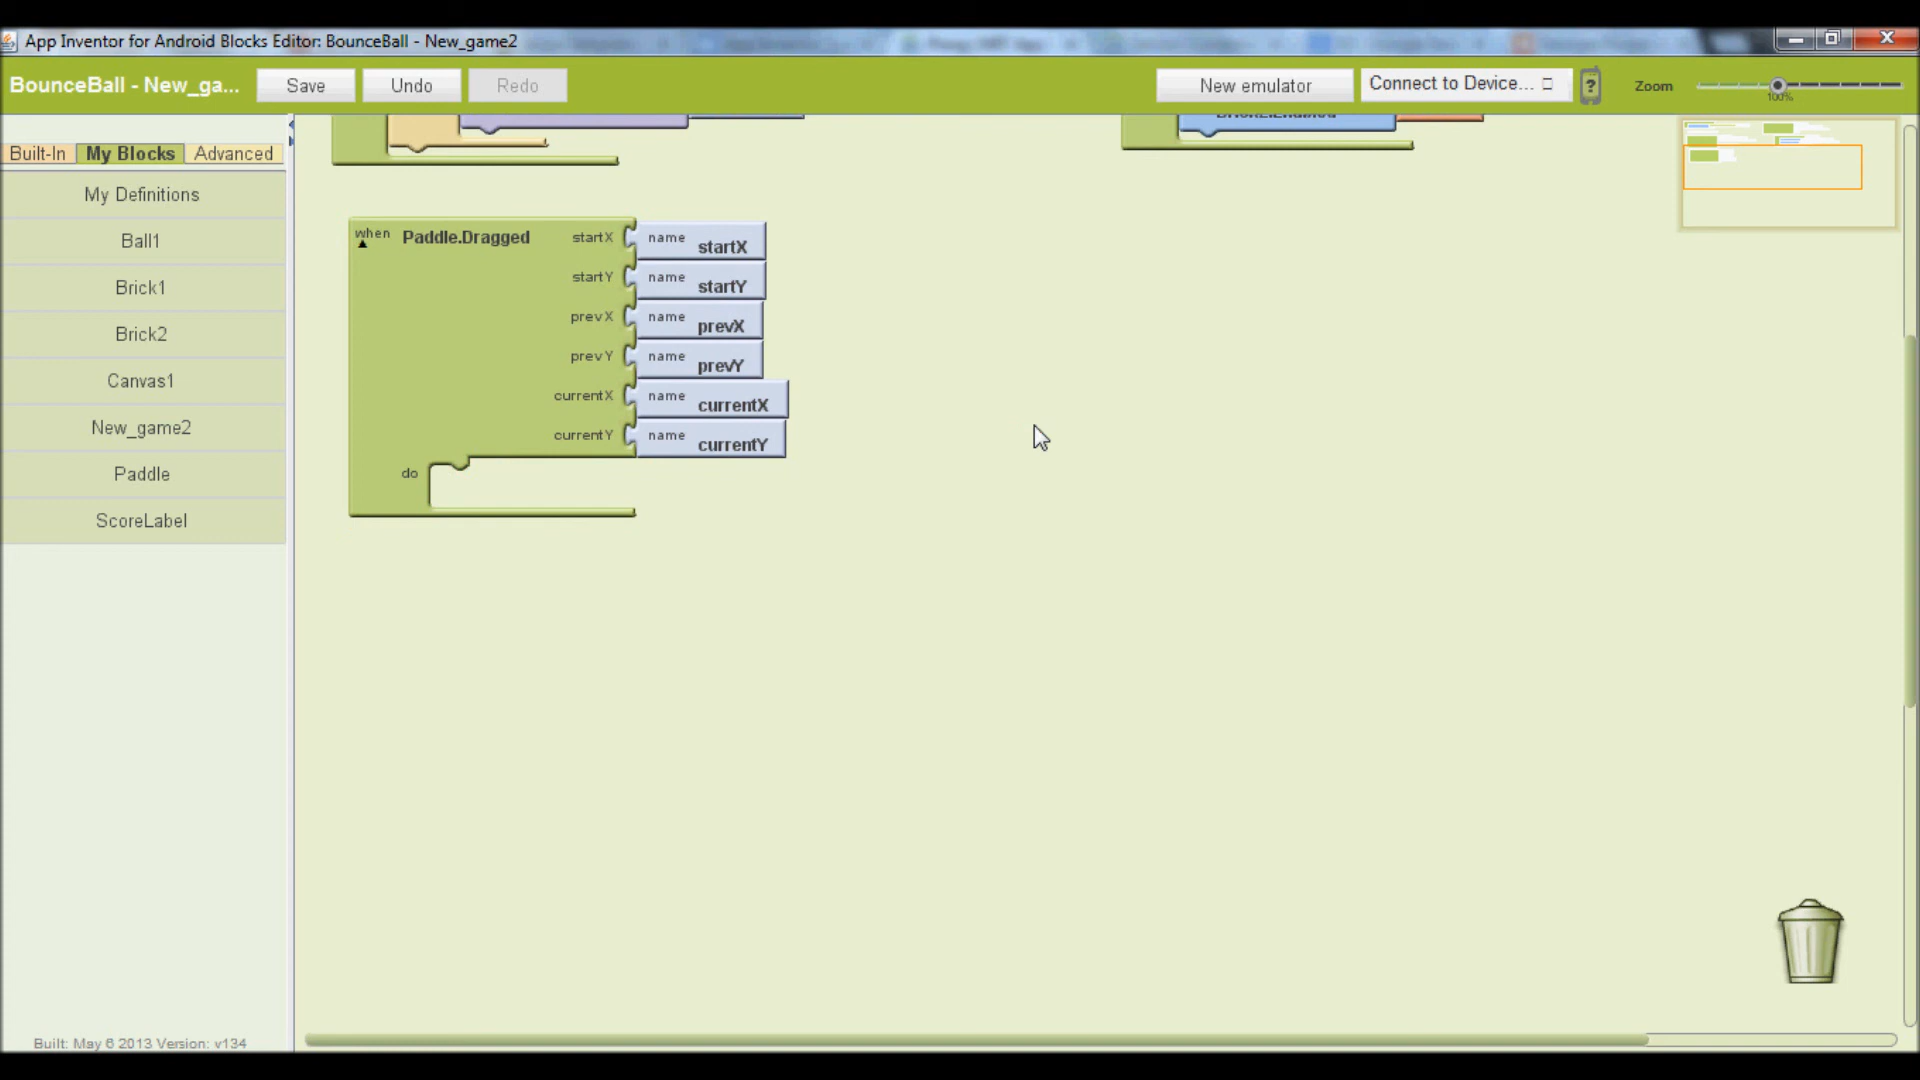 App Inventor for Android Blocks Editor: BounceBall - New_game2
BounceBall - New_ga...
Save
Undo
Redo
New emulator
Connect to Device...
?
Zoom
100%
Built-In
My Blocks
Advanced
My Definitions
Ball1
Brick1
Brick2
Canvas1
New_game2
Paddle
ScoreLabel
when Paddle.Dragged startX name startX
startY name startY
prevX name prevX
prevY name prevY
currentX name currentX
currentY name currentY
do
Built: May 6 2013 Version: v134